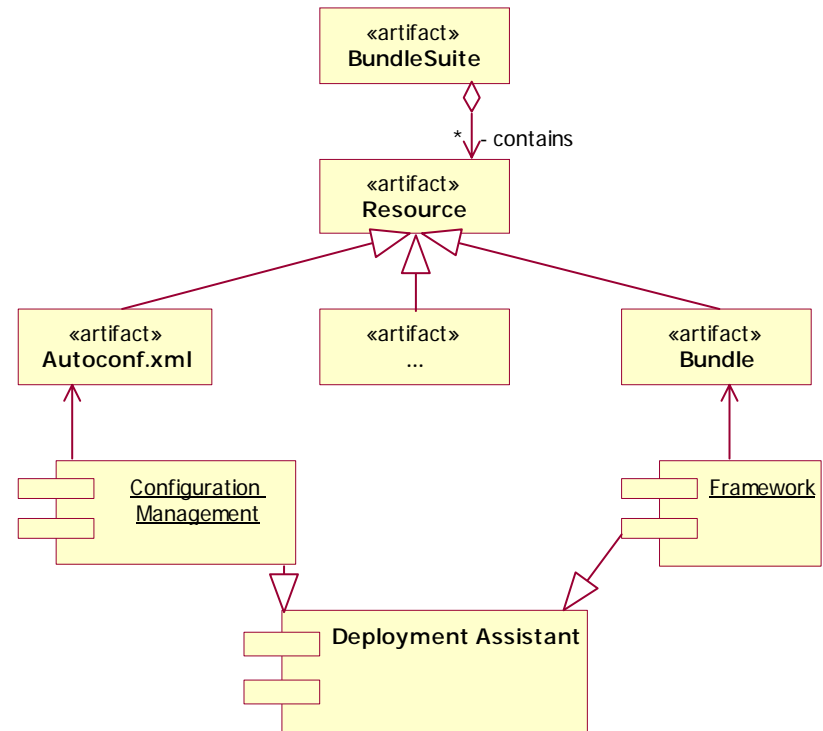 «artifact»
BundleSuite
* - contains
«artifact»
Resource
«artifact»
Autoconf.xml
«artifact»
...
«artifact»
Bundle
Configuration
Management
Framework
Deployment Assistant